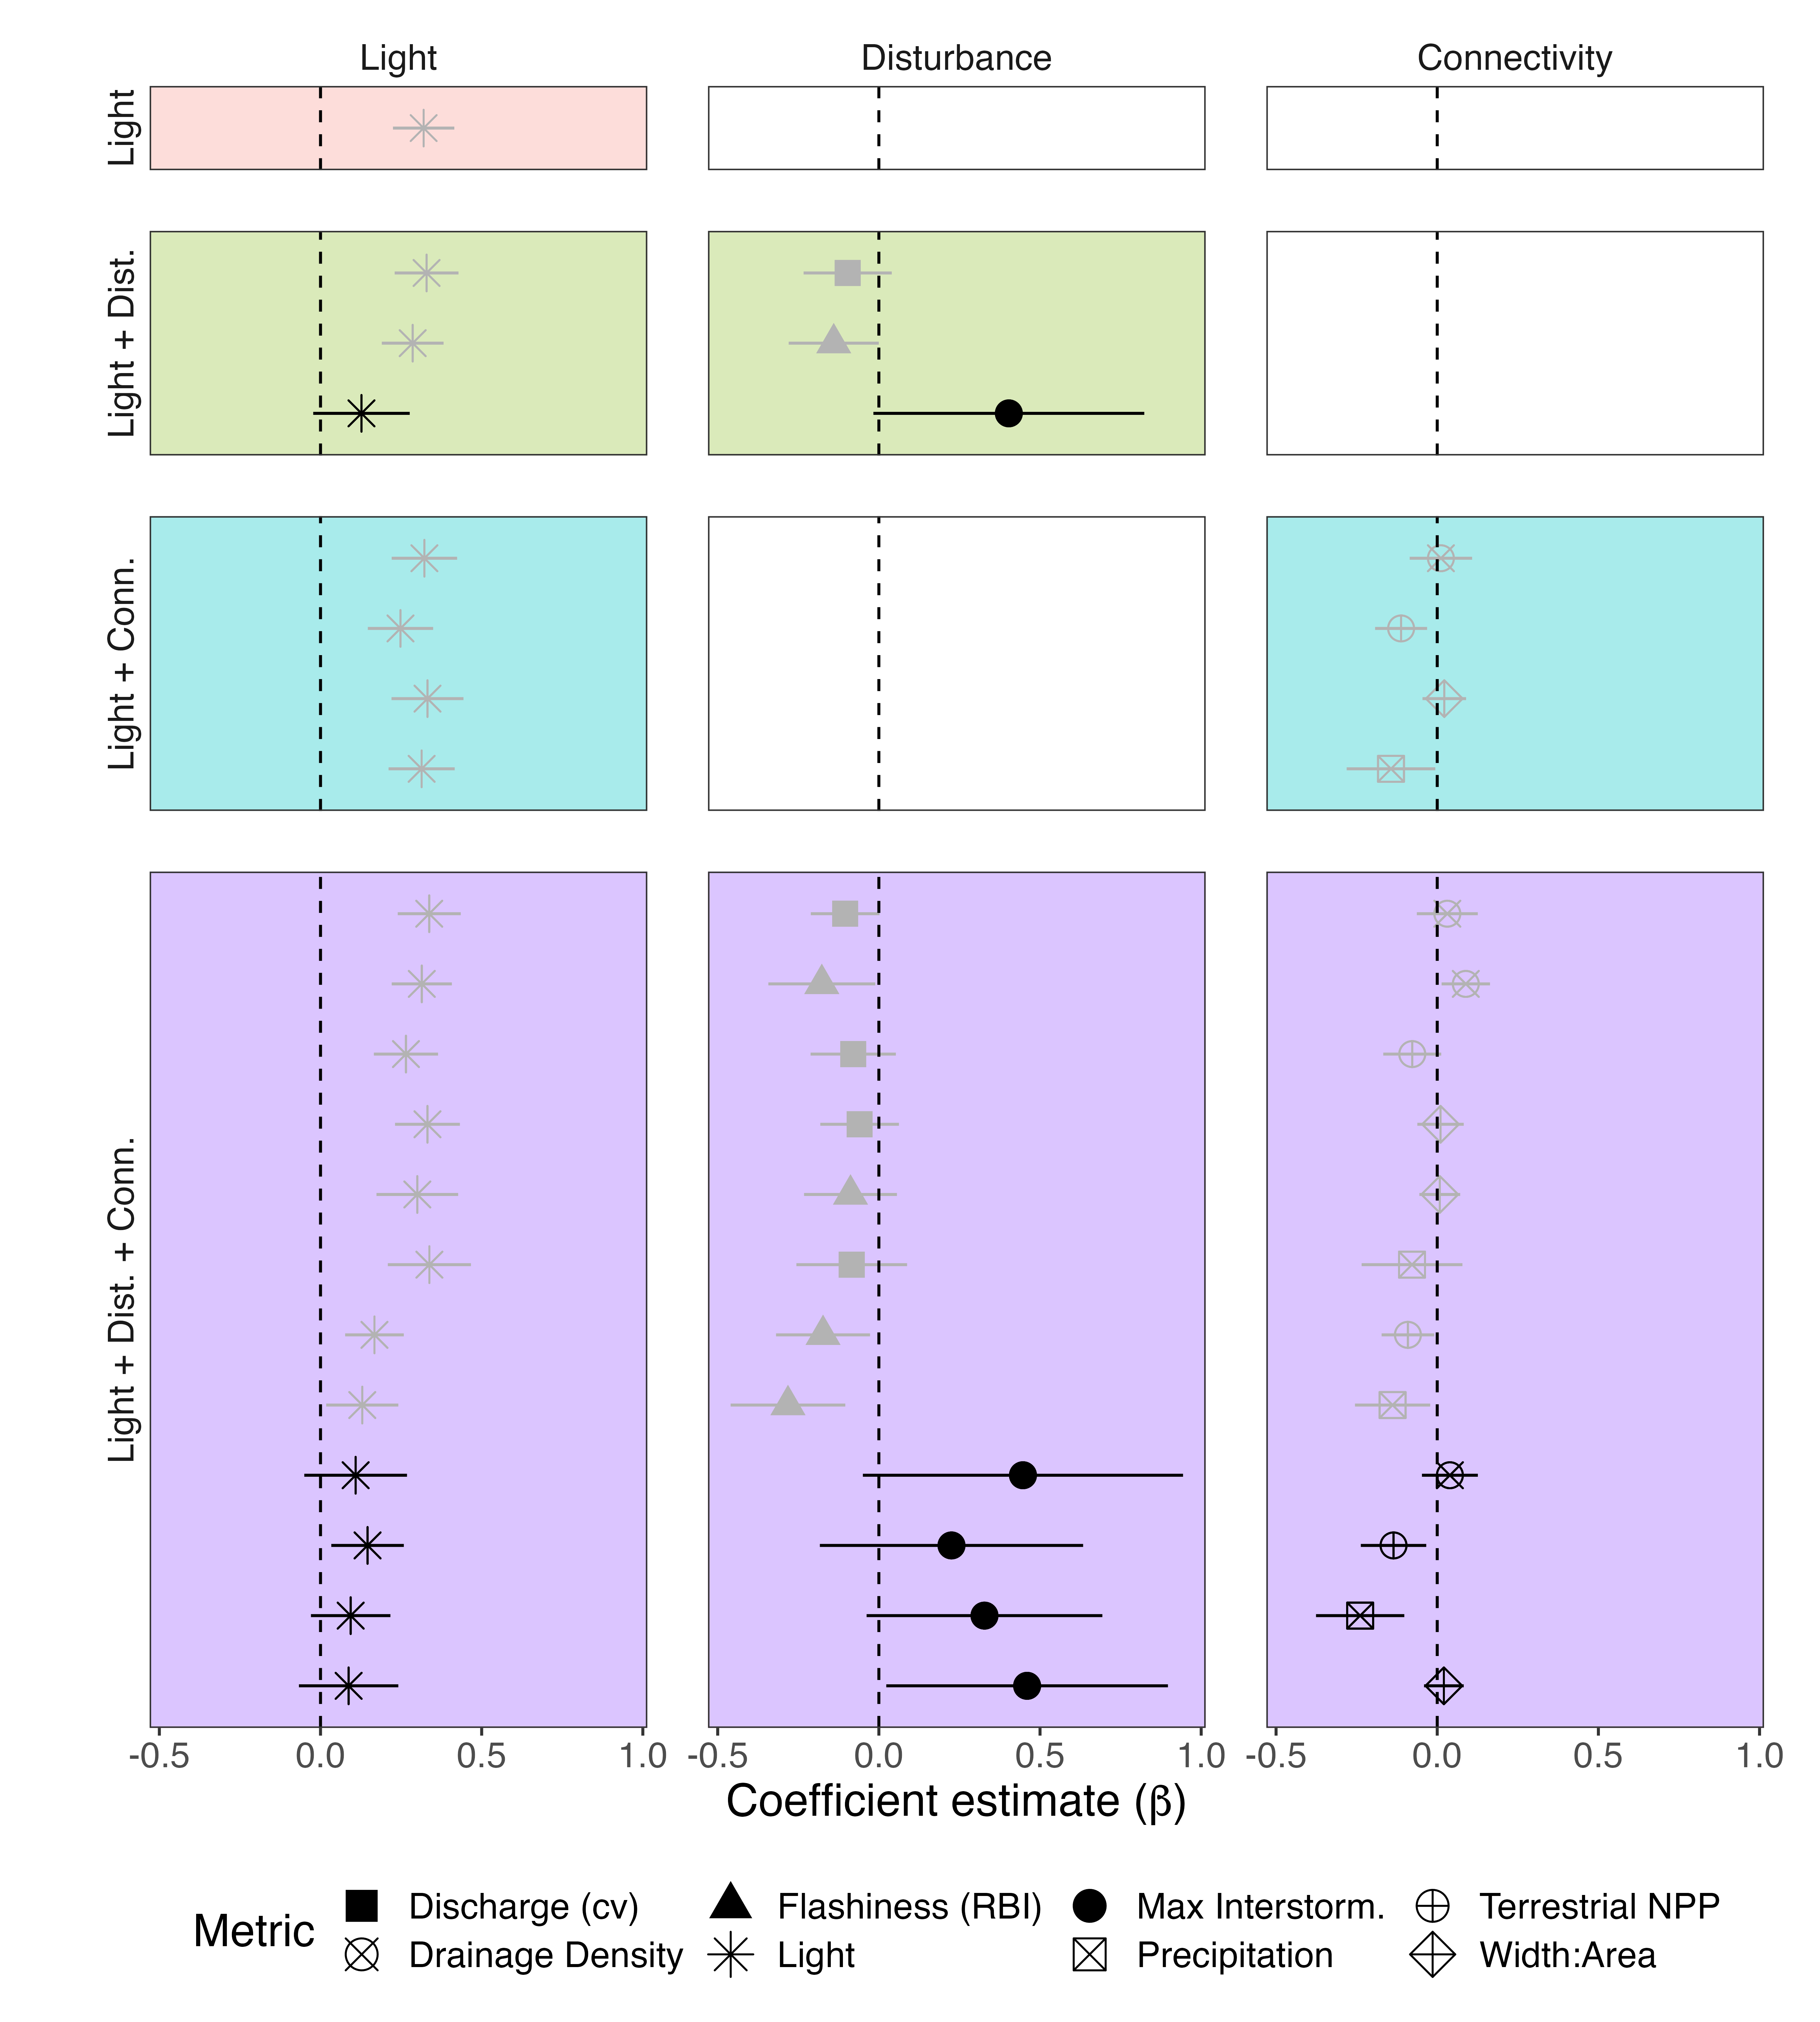 Light Disturbance Connectivity
Light
Light + Dist.
Light + Conn.
Light + Dist. + Conn.
-0.5 0.0 0.5 1.0 -0.5 0.0 0.5 1.0 -0.5 0.0 0.5 1.0
Coefficient estimate (β)
Metric
Discharge (cv) Flashiness (RBI) Max Interstorm. Terrestrial NPP
Drainage Density Light Precipitation Width:Area